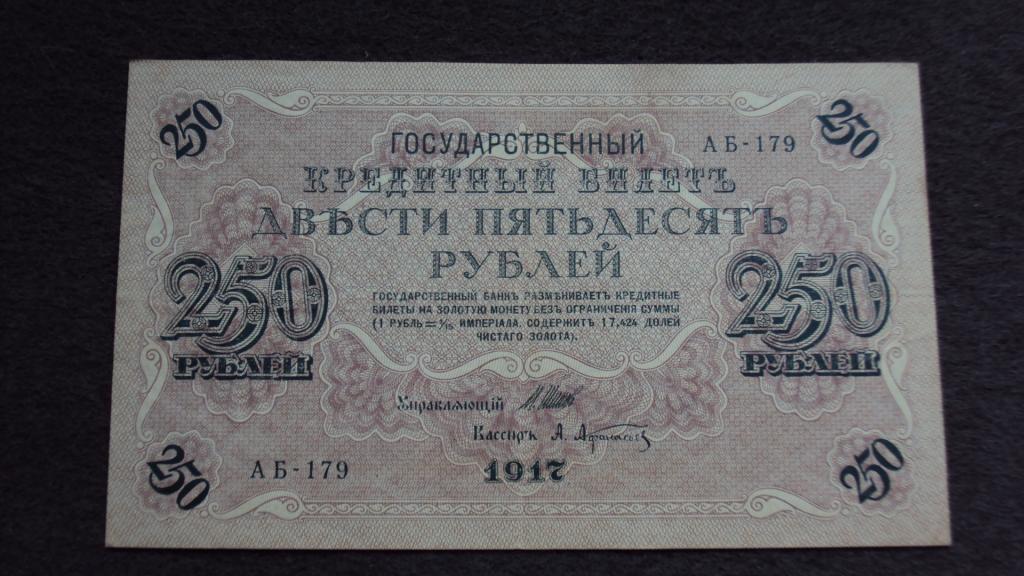 250 250
ГОСУДАРСТВЕННЫЙ АБ-179
КРЕДИТНЫЙ БИЛЕТЪ
ДВѢСТИ ПЯТЬДЕСЯТЪ
РУБЛЕЙ
250 250
РУБЛЕЙ РУБЛЕЙ
ГОСУДАРСТВЕННЫЙ БАНКЪ РАЗМѢНИВАЕТЪ КРЕДИТНЫЕ
БИЛЕТЫ НА ЗОЛОТУЮ МОНЕТУ БЕЗЪ ОГРАНИЧЕНІЯ СУММЫ
(1 РУБЛЬ = 1/15 ИМПЕРІАЛА, СОДЕРЖИТЪ 17,424 ДОЛЕЙ
ЧИСТАГО ЗОЛОТА).
Управляющій И. Шипов
Кассиръ А. Афанасьев
АБ-179 1917
250 250